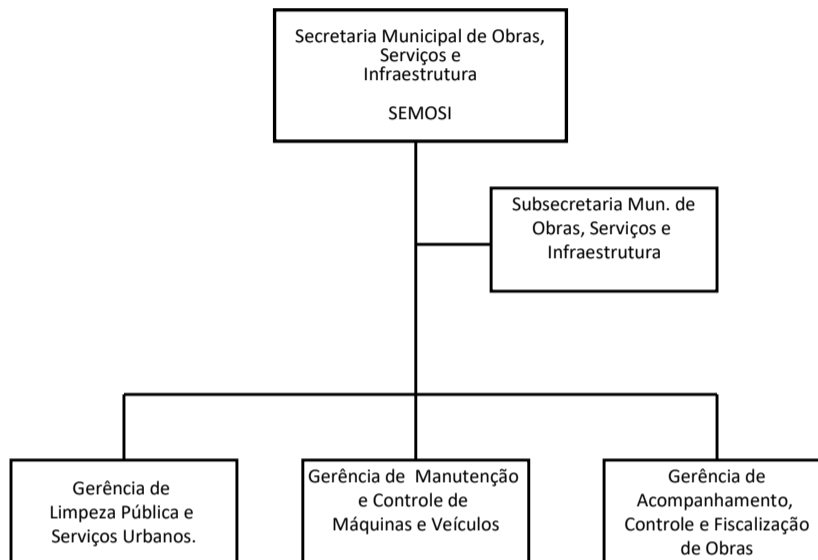 Secretaria Municipal de Obras,
Serviços e
Infraestrutura
SEMOSI
Subsecretaria Mun. de
Obras, Serviços e
Infraestrutura
Gerência de
Limpeza Pública e
Serviços Urbanos.
Gerência de Manutenção
e Controle de
Máquinas e Veículos
Gerência de
Acompanhamento,
Controle e Fiscalização
de Obras